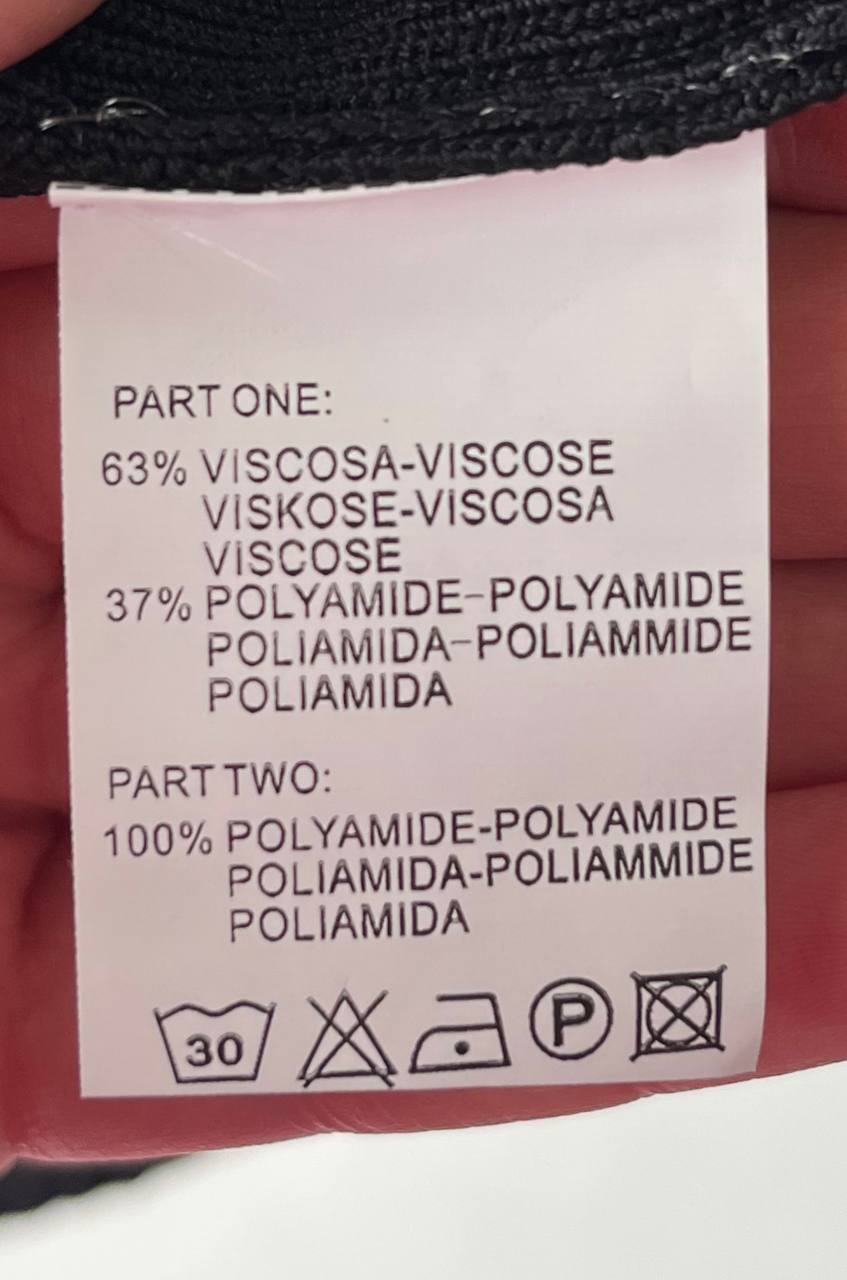 PART ONE:
63% VISCOSA-VISCOSE
VISKOSE-VISCOSA
VISCOSE
37% POLYAMIDE-POLYAMIDE
POLIAMIDA-POLIAMMIDE
POLIAMIDA
PART TWO:
100% POLYAMIDE-POLYAMIDE
POLIAMIDA-POLIAMMIDE
POLIAMIDA
30 P